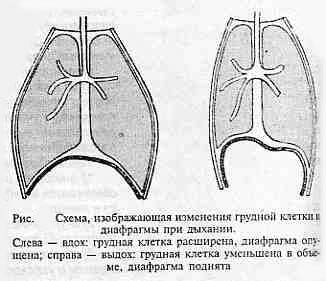 Рис. Схема, изображающая изменения грудной клетки и
диафрагмы при дыхании.
Слева — вдох: грудная клетка расширена, диафрагма опу-
щена; справа — выдох: грудная клетка уменьшена в объе-
ме, диафрагма поднята